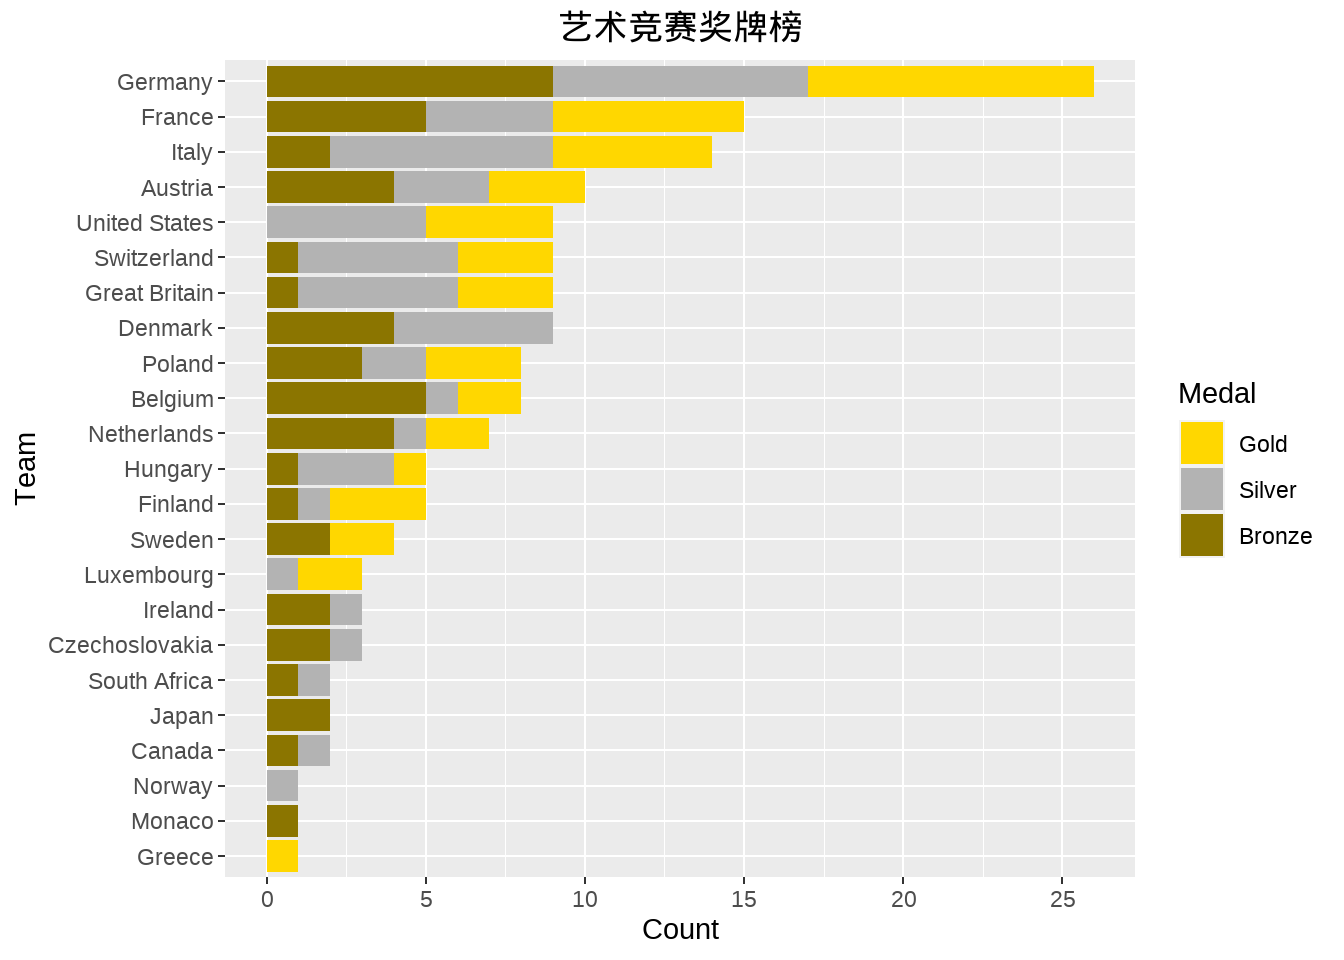 艺术竞赛奖牌榜
Germany
France
Italy
Austria
United States
Switzerland
Great Britain
Denmark
Poland
Belgium
Netherlands
Hungary
Finland
Sweden
Luxembourg
Ireland
Czechoslovakia
South Africa
Japan
Canada
Norway
Monaco
Greece
Team
0 5 10 15 20 25
Count
Medal
Gold
Silver
Bronze